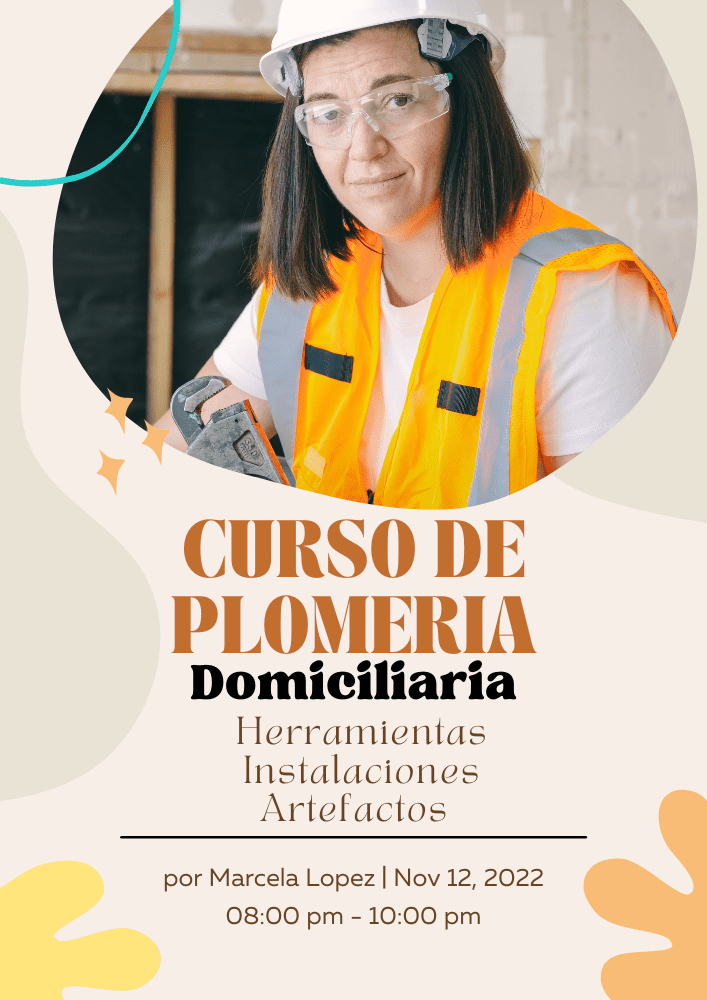 CURSO DE
PLOMERIA
Domiciliaria
Herramientas
Instalaciones
Artefactos
por Marcela Lopez | Nov 12, 2022
08:00 pm - 10:00 pm